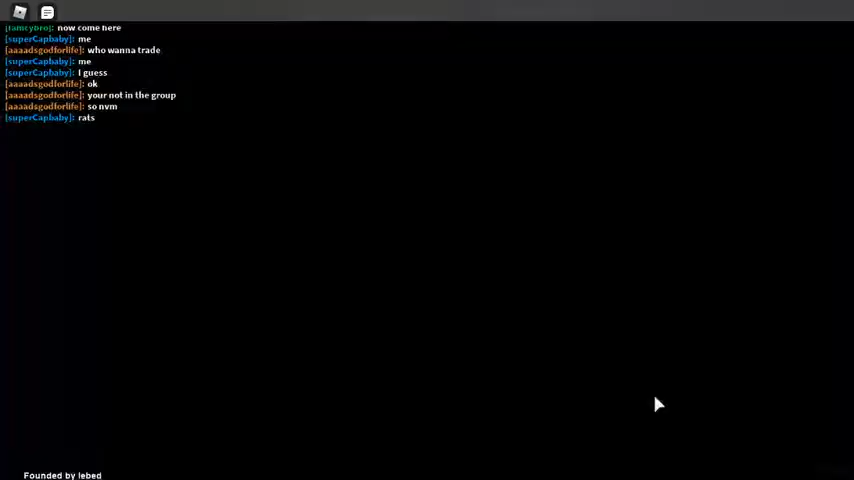 [Iamcybro]: now come here
[superCapbaby]: me
[aaaadsgodforlife]: who wanna trade
[superCapbaby]: me
[superCapbaby]: I guess
[aaaadsgodforlife]: ok
[aaaadsgodforlife]: your not in the group
[aaaadsgodforlife]: so nvm
[superCapbaby]: rats
Founded by lebed